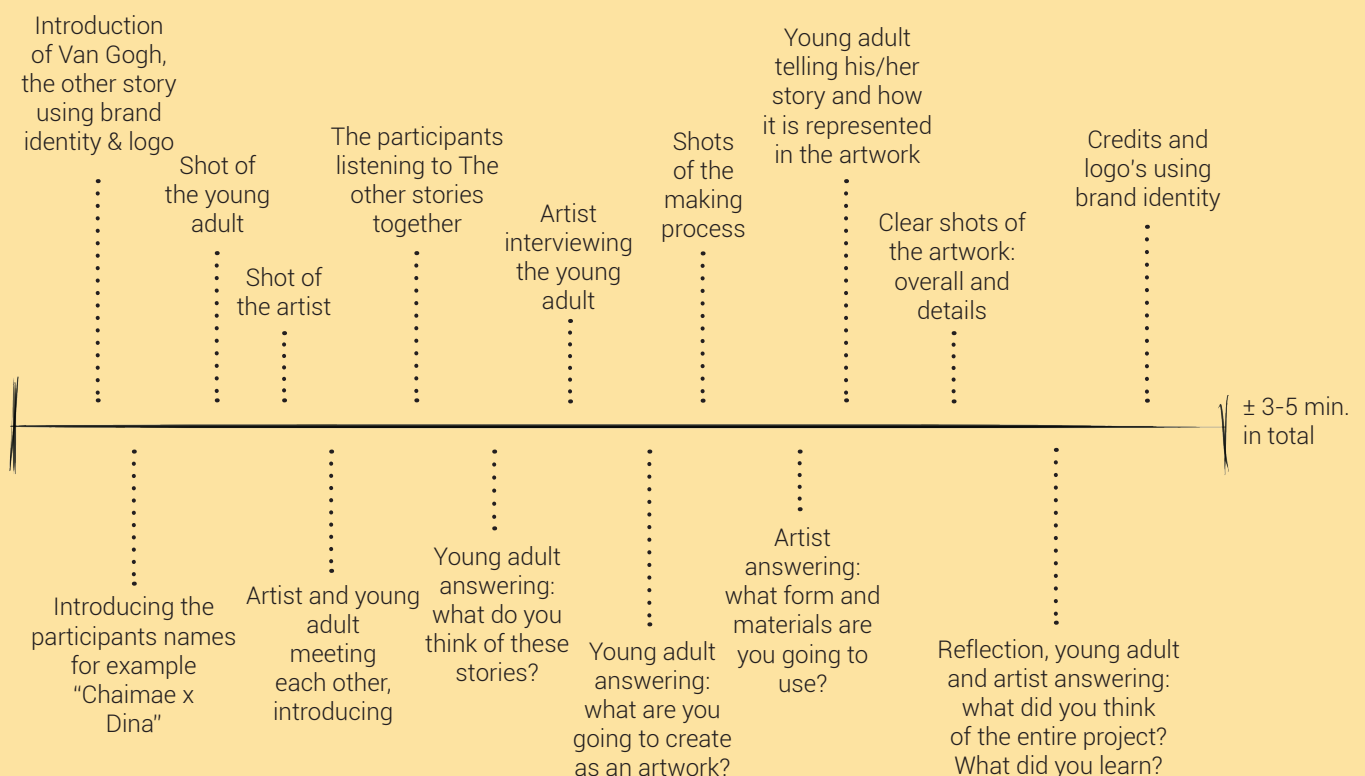 Introduction
of Van Gogh,
the other story
using brand
identity & logo
Introducing the
participants names
for example
“Chaimae x
Dina”
Shot of
the young
adult
Shot of
the artist
Artist and young
adult
meeting
each other,
introducing
The participants
listening to The
other stories
together
Young adult
answering:
what do you
think of these
stories?
Artist
interviewing
the young
adult
Young adult
answering:
what are you
going to create
as an artwork?
Shots
of the
making
process
Artist
answering:
what form and
materials are
you going to
use?
Young adult
telling his/her
story and how
it is represented
in the artwork
Clear shots of
the artwork:
overall and
details
Reflection, young adult
and artist answering:
what did you think
of the entire project?
What did you learn?
Credits and
logo’s using
brand identity
± 3-5 min.
in total